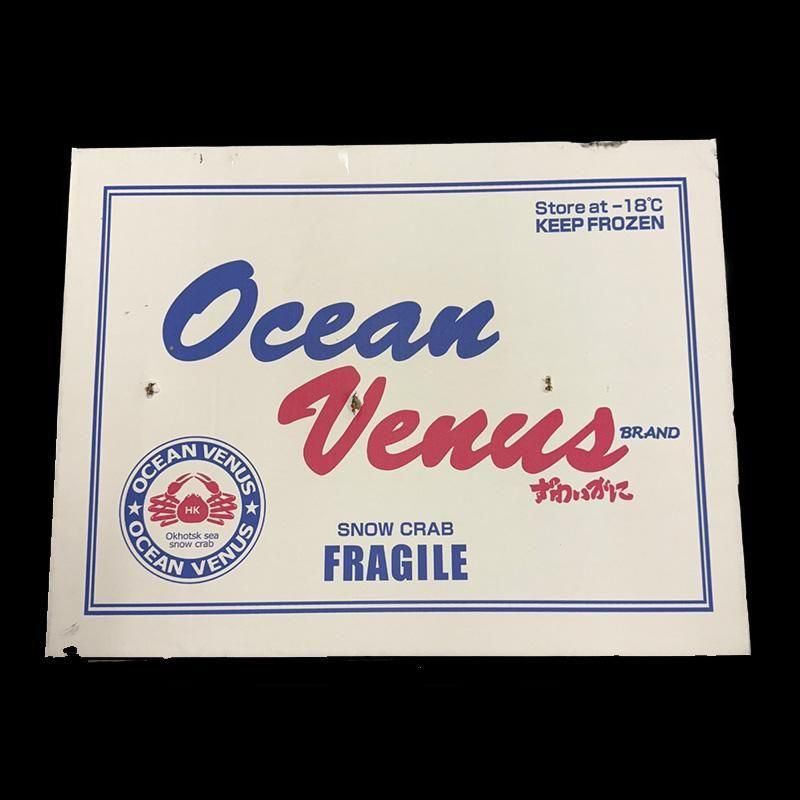 Store at -18°C
KEEP FROZEN
Ocean
Venus
BRAND
ずわいがに
OCEAN VENUS
HK
Okhotsk sea
snow crab
OCEAN VENUS
SNOW CRAB
FRAGILE